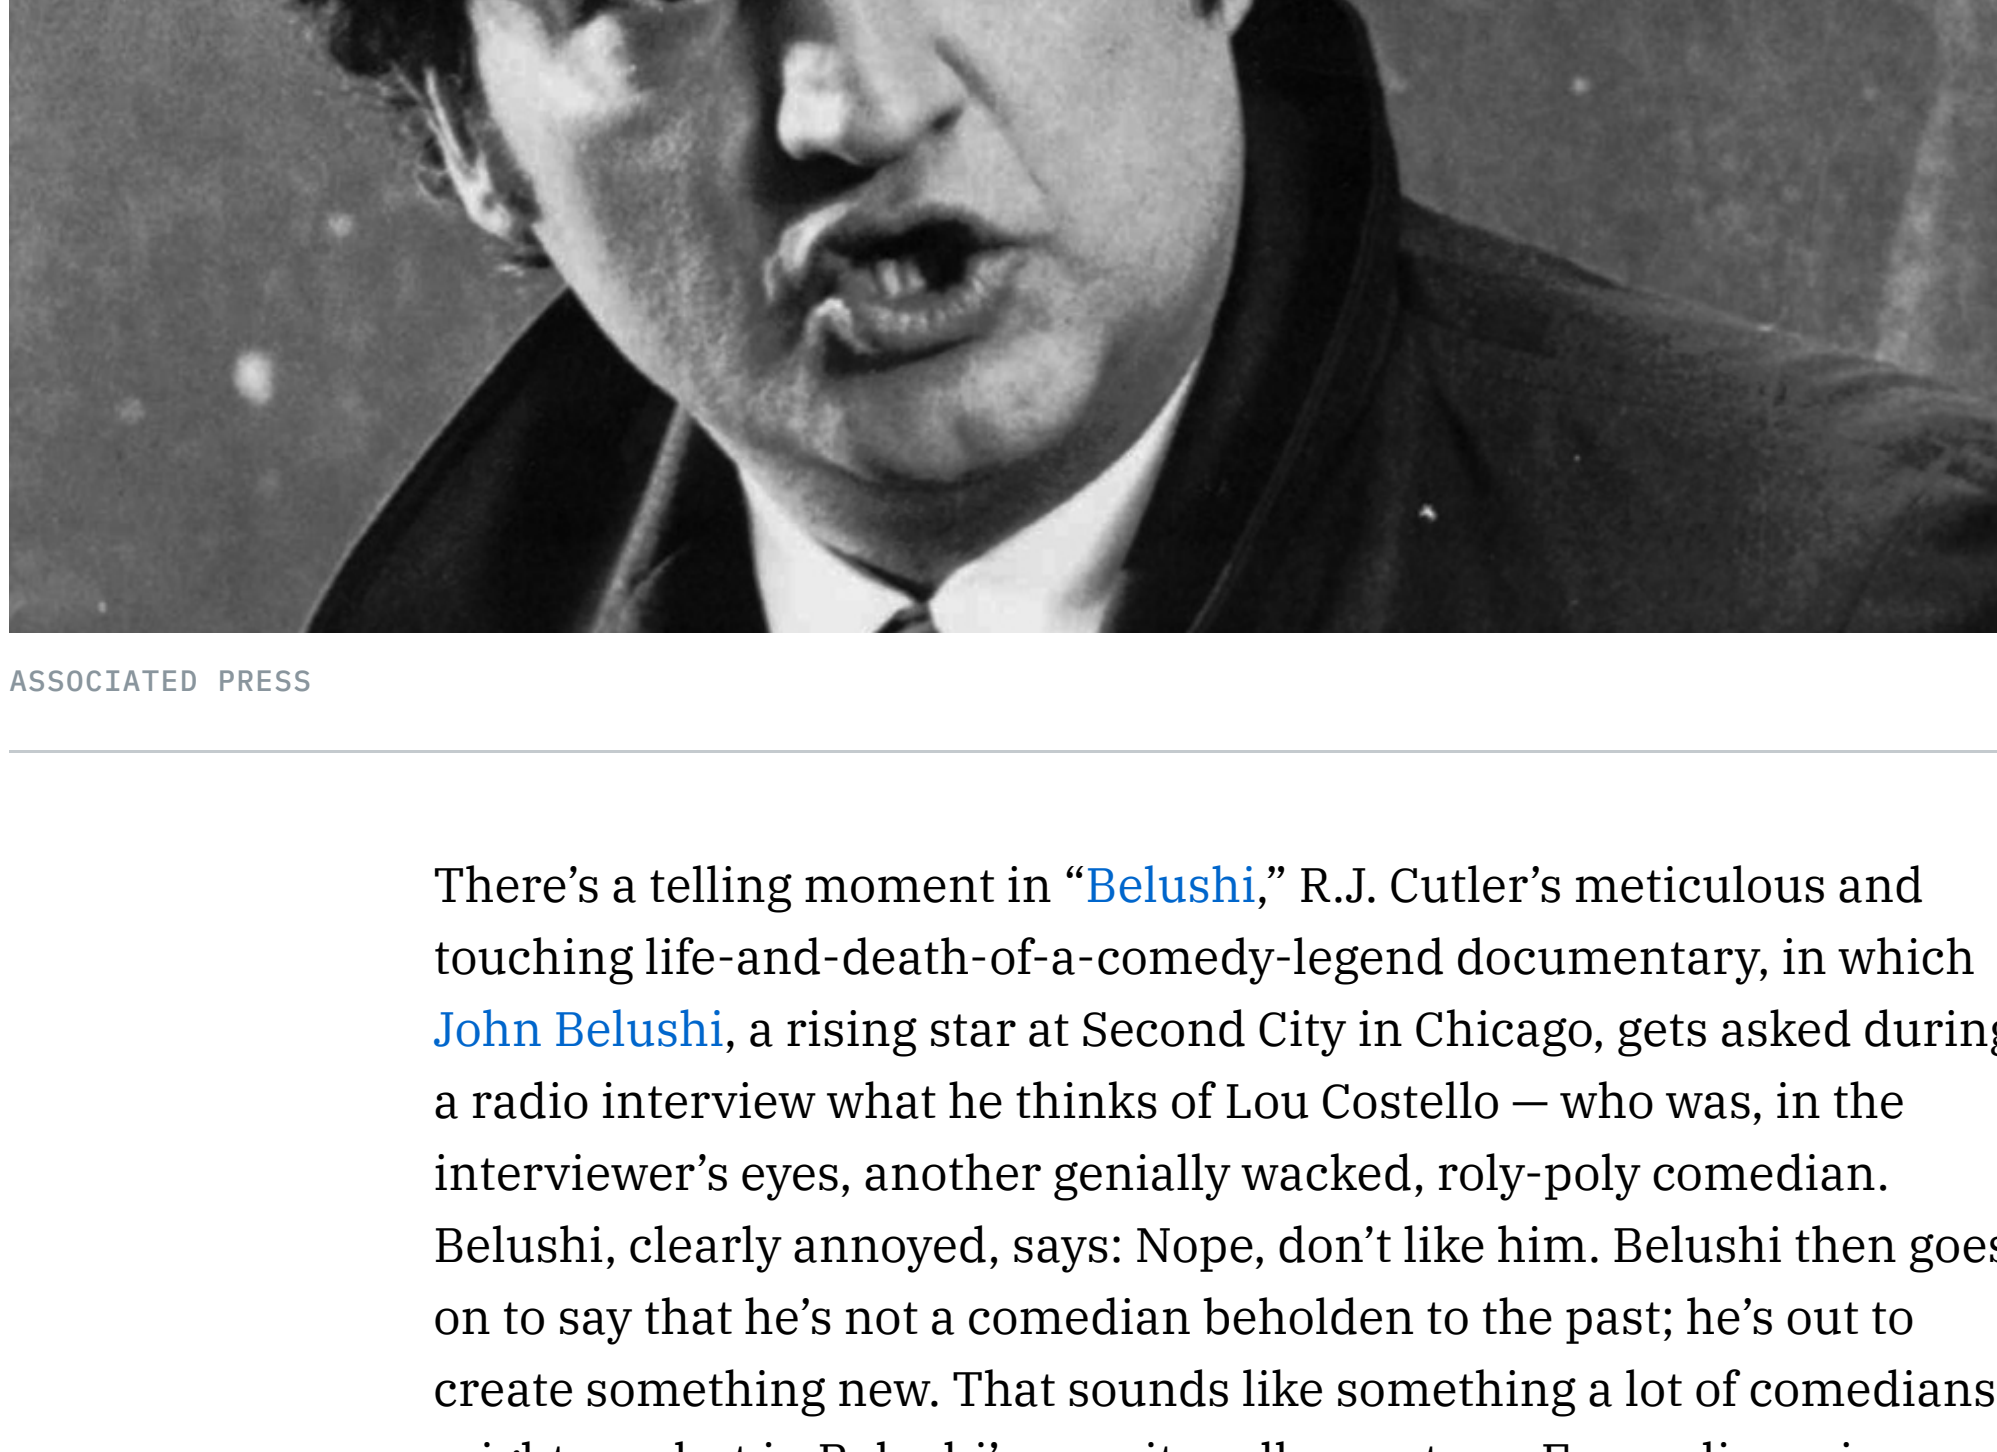 ASSOCIATED PRESS
There’s a telling moment in “Belushi,” R.J. Cutler’s meticulous and
touching life-and-death-of-a-comedy-legend documentary, in which
John Belushi, a rising star at Second City in Chicago, gets asked during
a radio interview what he thinks of Lou Costello — who was, in the
interviewer’s eyes, another genially wacked, roly-poly comedian.
Belushi, clearly annoyed, says: Nope, don’t like him. Belushi then goes
on to say that he’s not a comedian beholden to the past; he’s out to
create something new. That sounds like something a lot of comedians